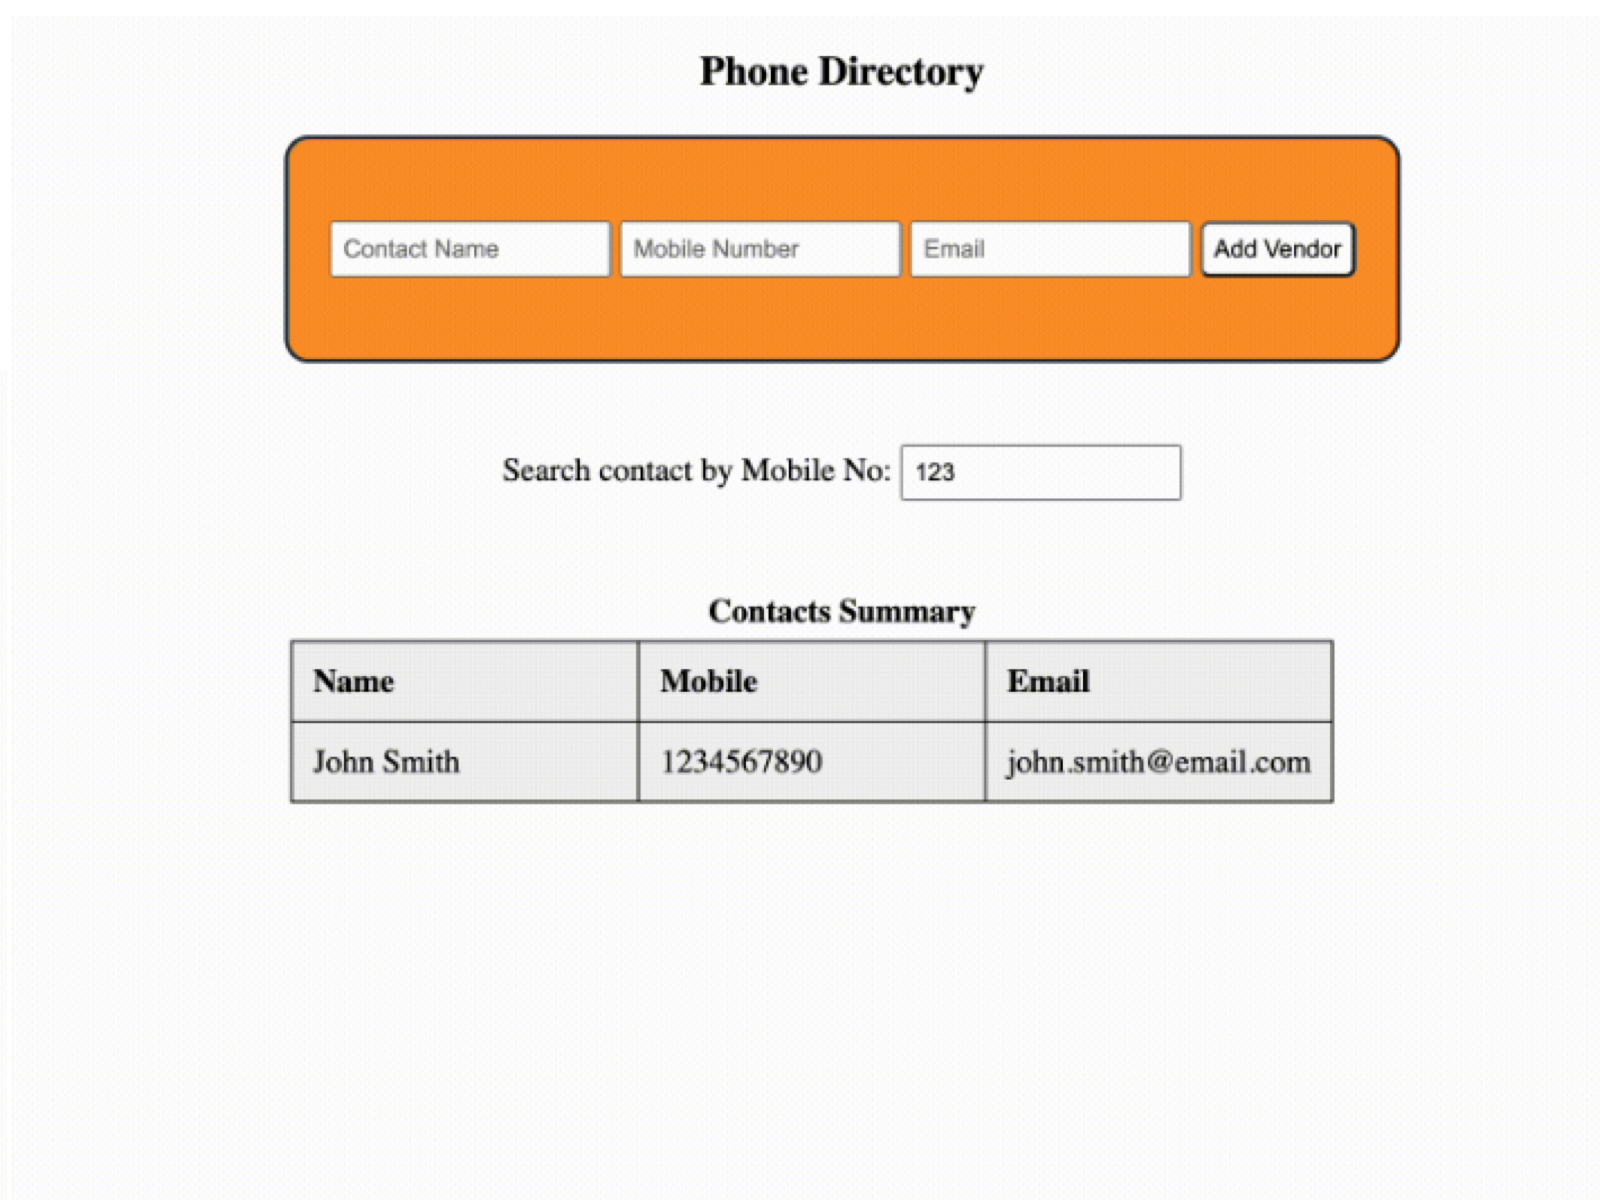 Phone Directory
Contact Name Mobile Number Email Add Vendor
Search contact by Mobile No: 123
Contacts Summary
Name Mobile Email
John Smith 1234567890 john.smith@email.com